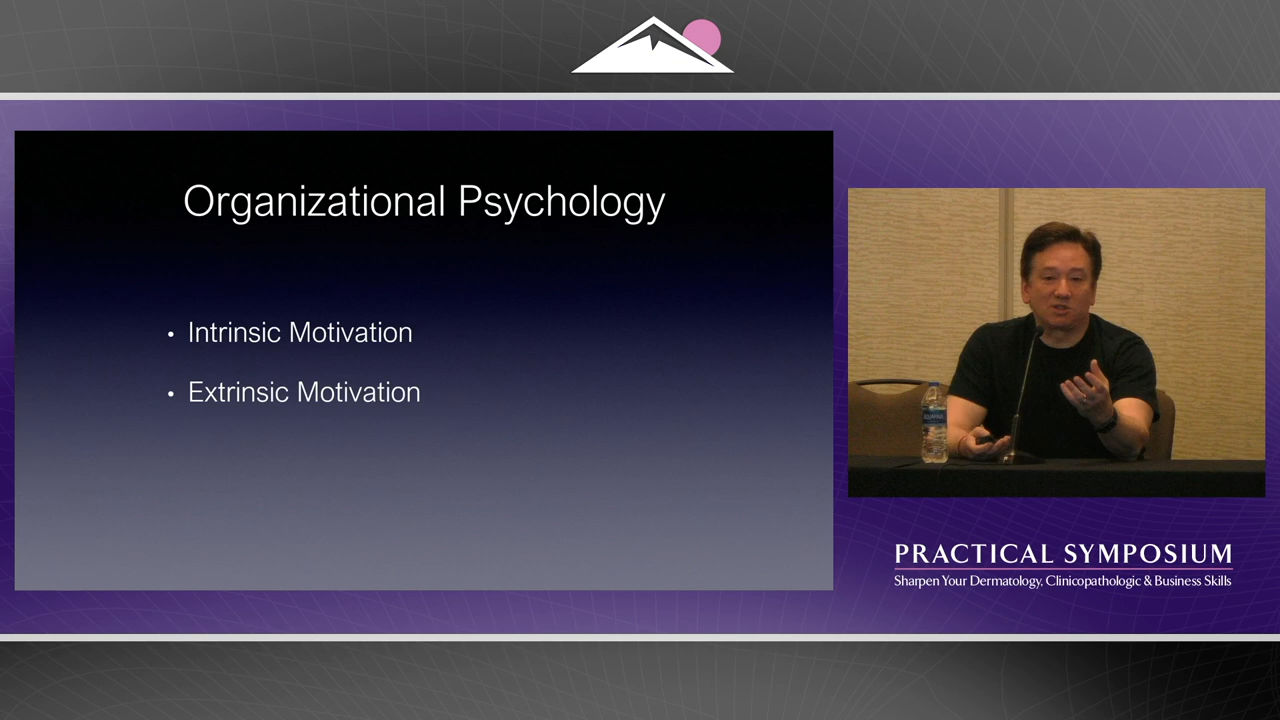 Organizational Psychology
• Intrinsic Motivation
• Extrinsic Motivation
PRACTICAL SYMPOSIUM
Sharpen Your Dermatology, Clinicopathologic & Business Skills